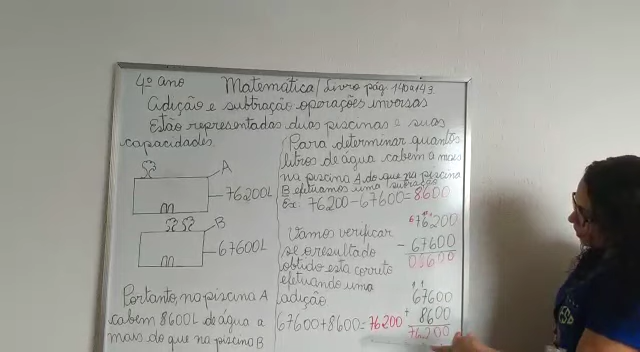 4º ano Matemática/Livro pág. 140 a 143
Adição e subtração operações inversas
Estão representadas duas piscinas e suas
capacidades.
A
76200L
B
67600L
Portanto, na piscina A
cabem 8600L de água a
mais do que na piscina B
Para determinar quantos
litros de água cabem a mais
na piscina A do que na piscina
B efetuamos uma subtração
Ex: 76200-67600=8600
Vamos verificar
se o resultado
obtido está correto
efetuando uma
adição
67600+8600=76200
76200
- 67600
08600
67600
+ 8600
76200